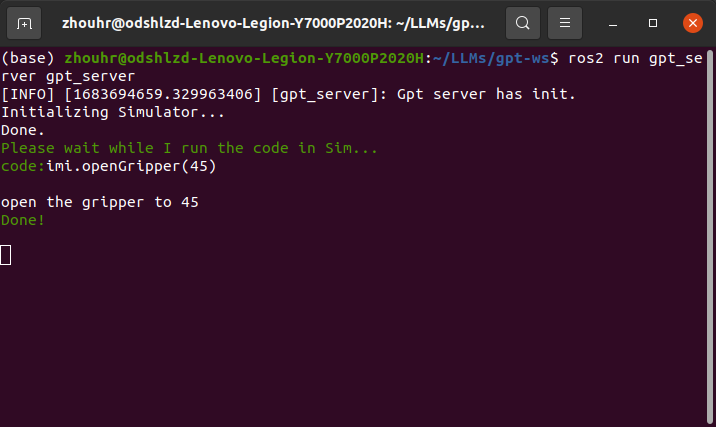 zhouhr@odshlzd-Lenovo-Legion-Y7000P2020H: ~/LLMs/gp...
(base) zhouhr@odshlzd-Lenovo-Legion-Y7000P2020H:~/LLMs/gpt-ws$ ros2 run gpt_se
rver gpt_server
[INFO] [1683694659.329963406] [gpt_server]: Gpt server has init.
Initializing Simulator...
Done.
Please wait while I run the code in Sim...
code:imi.openGripper(45)
open the gripper to 45
Done!